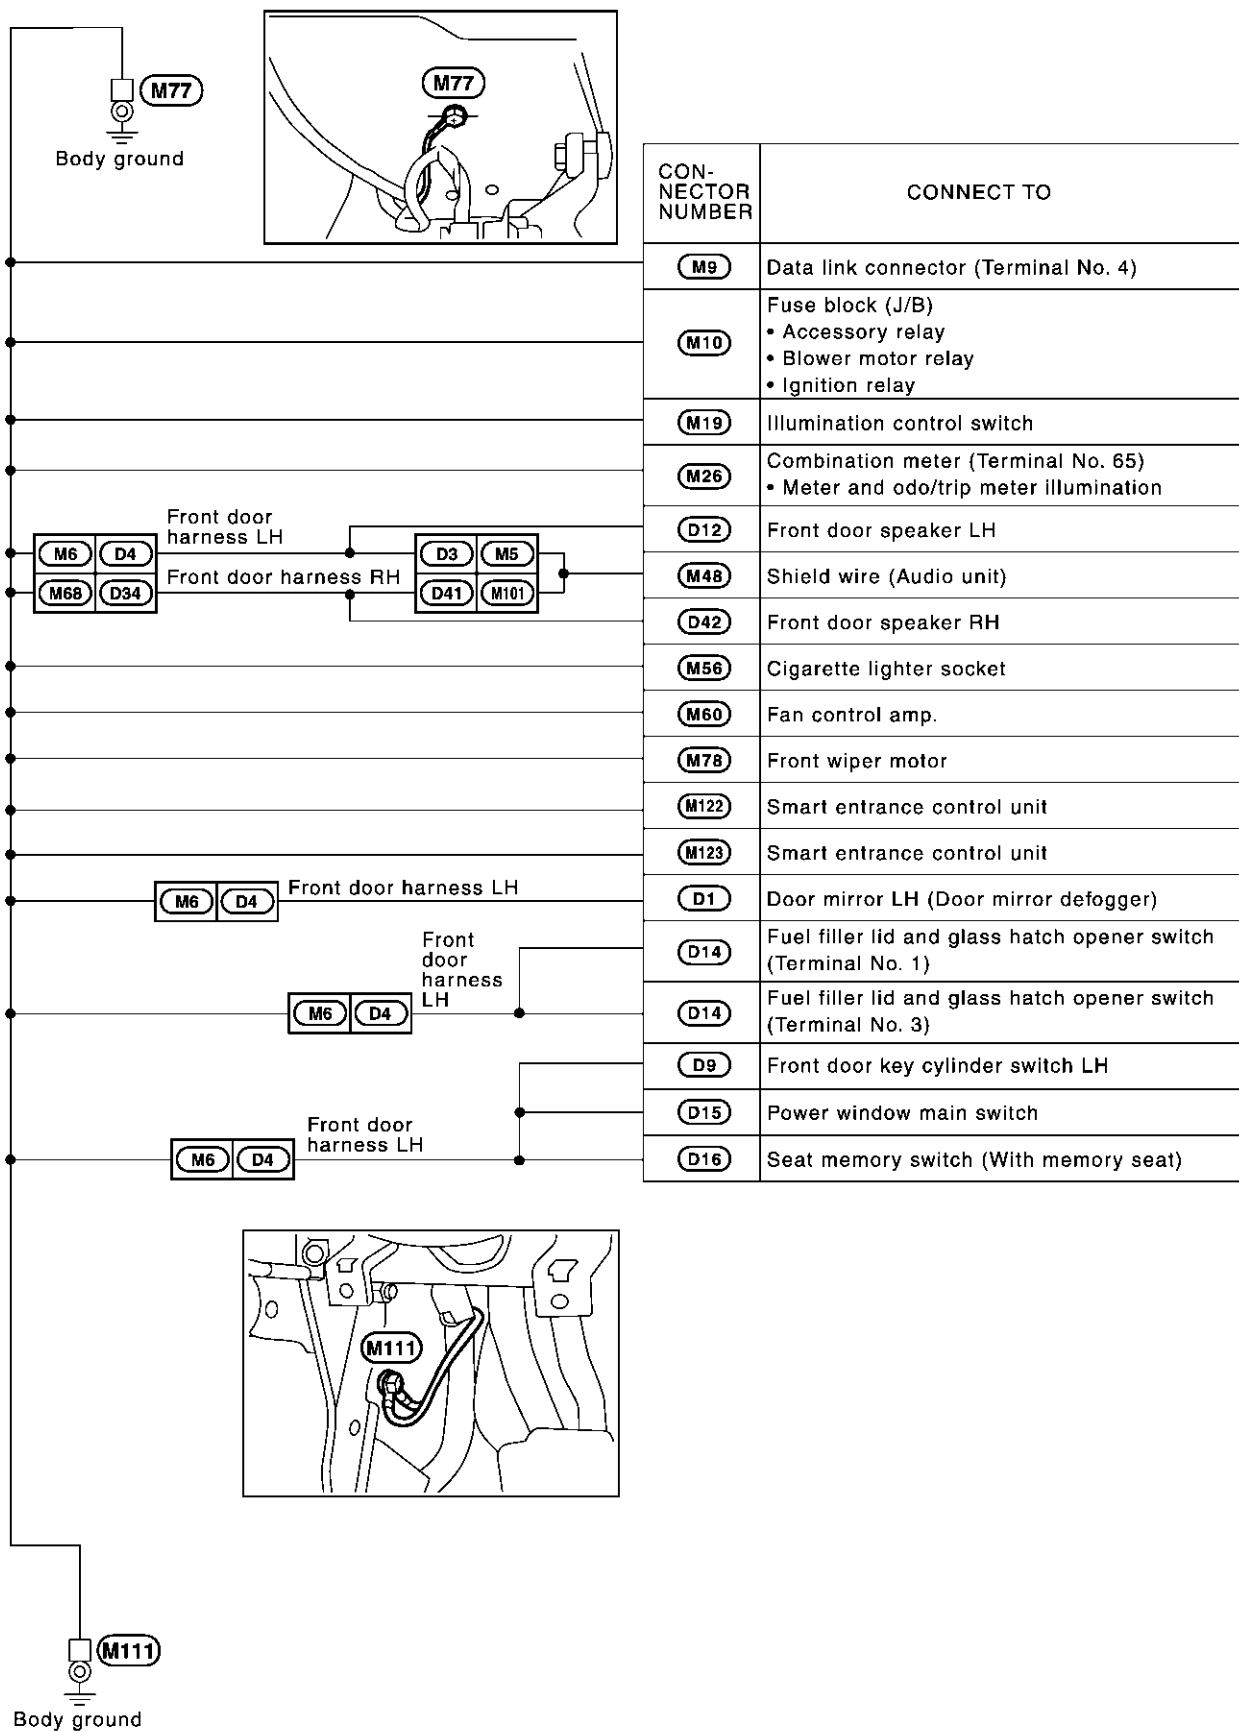 M77
Body ground
M77
CON-
NECTOR
NUMBER
CONNECT TO
M9 Data link connector (Terminal No. 4)
M10
Fuse block (J/B)
• Accessory relay
• Blower motor relay
• Ignition relay
M19 Illumination control switch
M26
Combination meter (Terminal No. 65)
• Meter and odo/trip meter illumination
Front door
harness LH
M6 D4
D3 M5
D12 Front door speaker LH
M68 D34
Front door harness RH
D41 M101
M48 Shield wire (Audio unit)
D42 Front door speaker RH
M56 Cigarette lighter socket
M60 Fan control amp.
M78 Front wiper motor
M122 Smart entrance control unit
M123 Smart entrance control unit
M6 D4 Front door harness LH
D1 Door mirror LH (Door mirror defogger)
Front
door
harness
LH
M6 D4
D14 Fuel filler lid and glass hatch opener switch
(Terminal No. 1)
D14 Fuel filler lid and glass hatch opener switch
(Terminal No. 3)
D9 Front door key cylinder switch LH
D15 Power window main switch
Front door
harness LH
M6 D4
D16 Seat memory switch (With memory seat)
M111
M111
Body ground